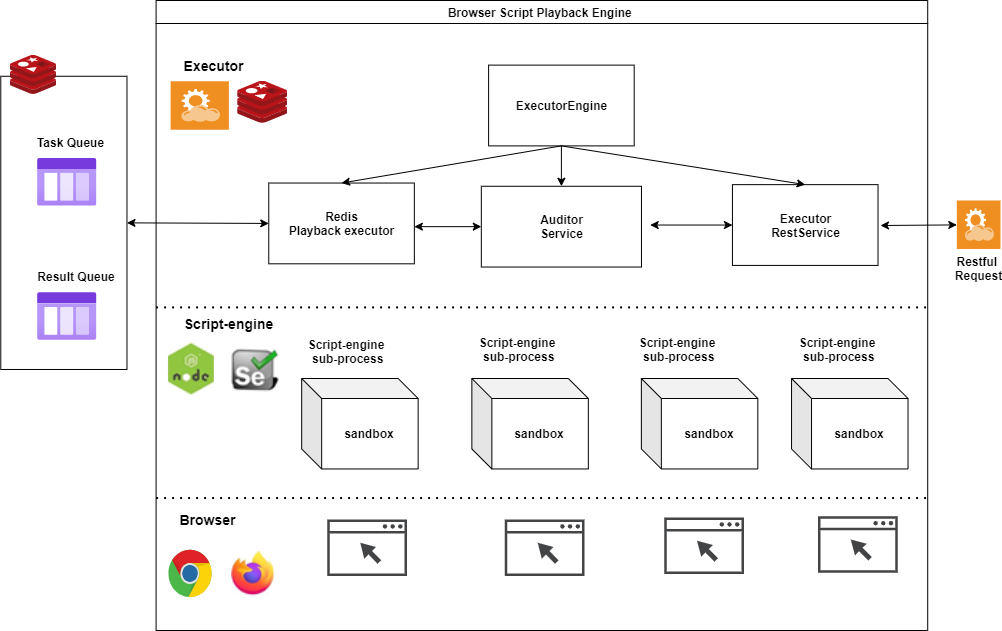 Browser Script Playback Engine
Executor
ExecutorEngine
Task Queue
Redis
Playback executor
Auditor
Service
Executor
RestService
Restful
Request
Result Queue
Script-engine
JS
node
Se
Script-engine
sub-process
Script-engine
sub-process
Script-engine
sub-process
Script-engine
sub-process
sandbox
sandbox
sandbox
sandbox
Browser